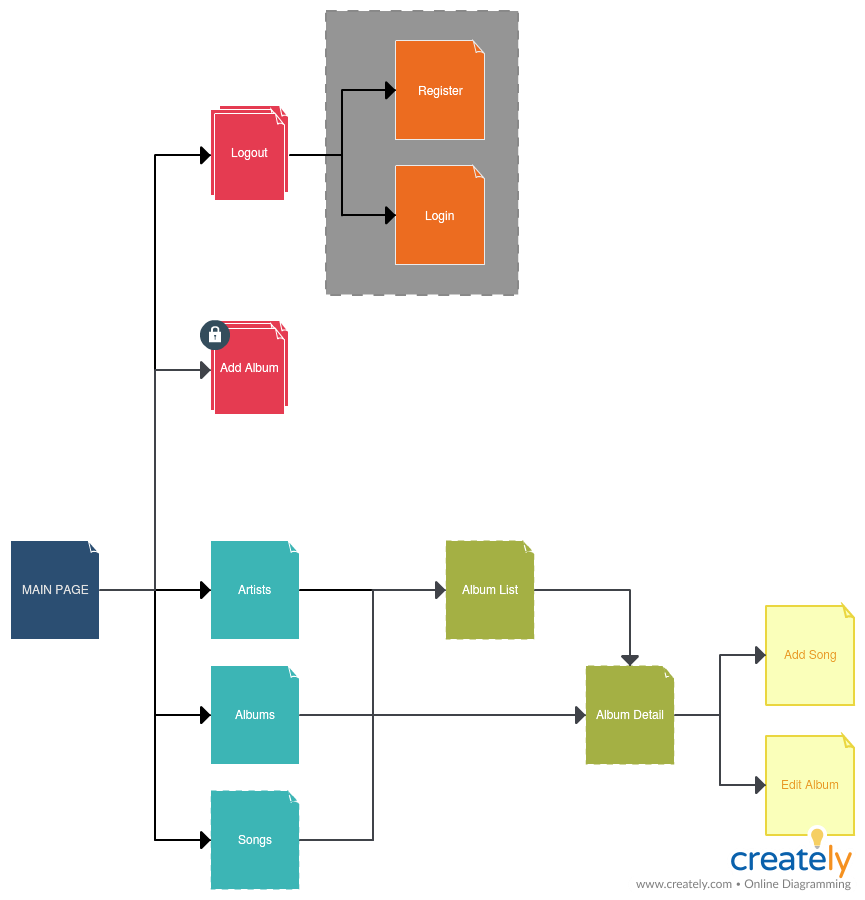 Register
Logout
Login
Add Album
MAIN PAGE
Artists
Album List
Add Song
Albums
Album Detail
Edit Album
Songs
creately
www.creately.com • Online Diagramming